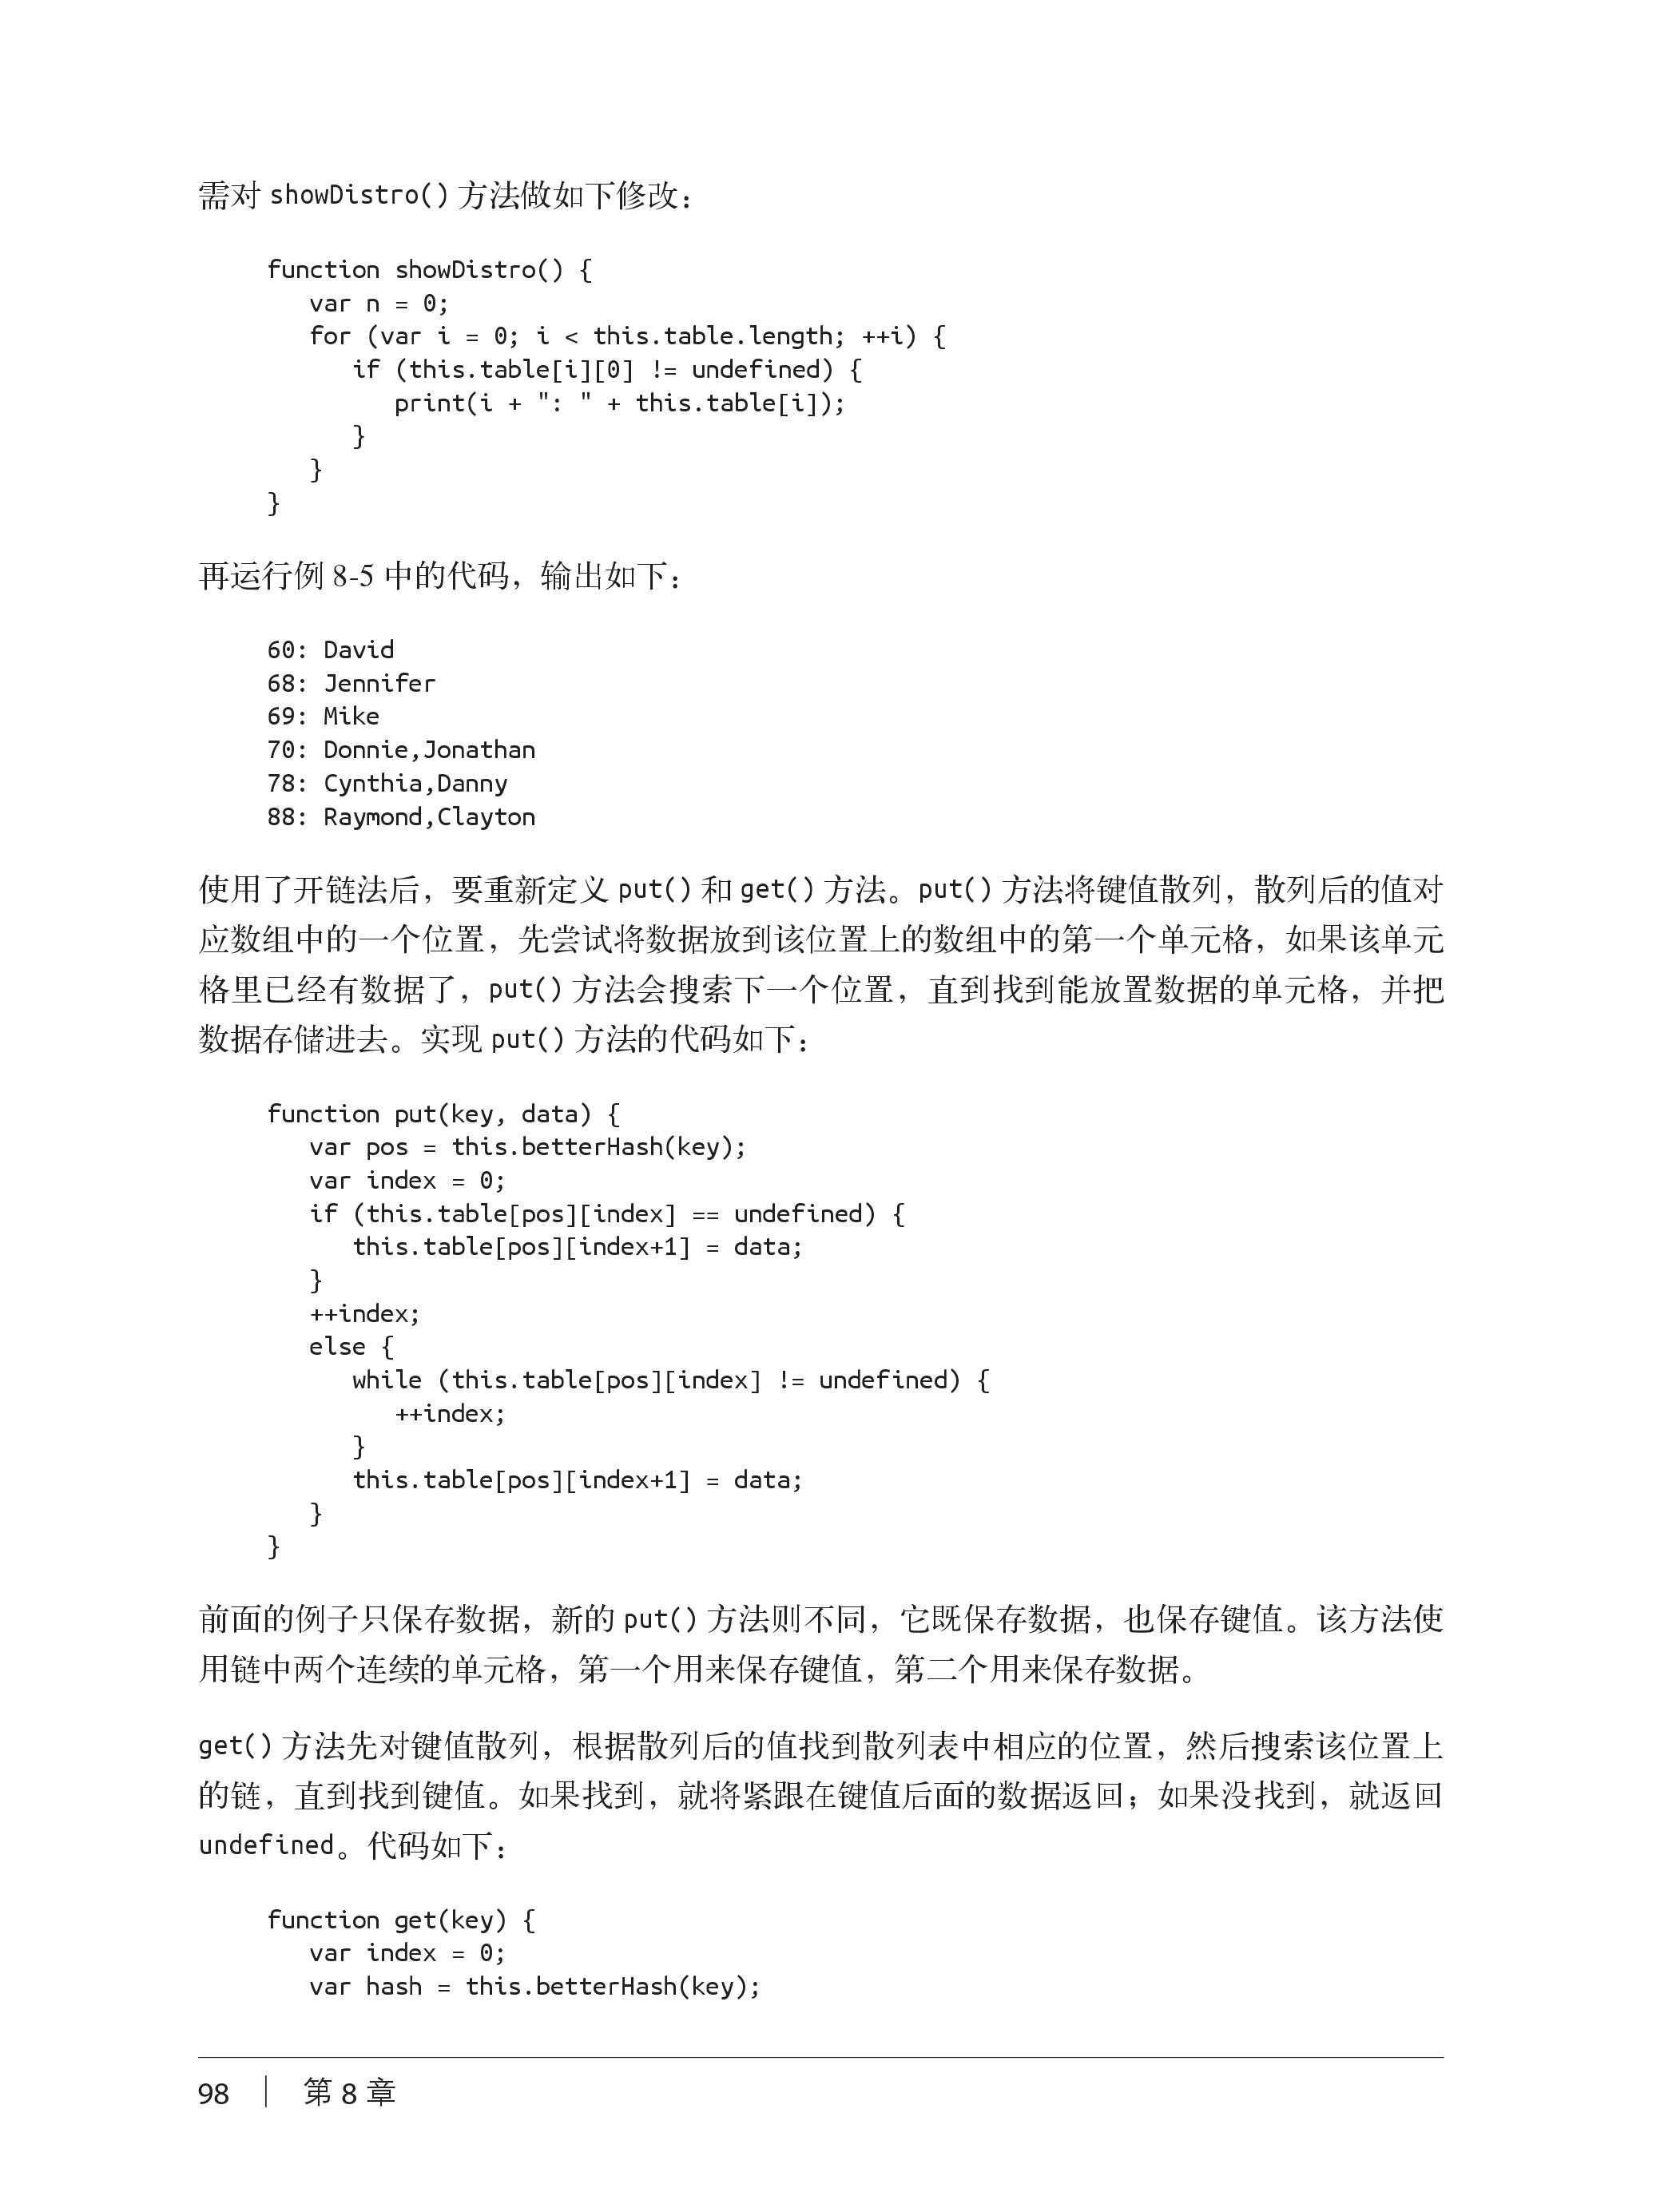 需对 showDistro() 方法做如下修改：
function showDistro() {
   var n = 0;
   for (var i = 0; i < this.table.length; ++i) {
      if (this.table[i][0] != undefined) {
         print(i + ": " + this.table[i]);
      }
   }
}
再运行例 8-5 中的代码，输出如下：
60: David
68: Jennifer
69: Mike
70: Donnie,Jonathan
78: Cynthia,Danny
88: Raymond,Clayton
使用了开链法后，要重新定义 put() 和 get() 方法。put() 方法将键值散列，散列后的值对
应数组中的一个位置，先尝试将数据放到该位置上的数组中的第一个单元格，如果该单元
格里已经有数据了，put() 方法会搜索下一个位置，直到找到能放置数据的单元格，并把
数据存储进去。实现 put() 方法的代码如下：
function put(key, data) {
   var pos = this.betterHash(key);
   var index = 0;
   if (this.table[pos][index] == undefined) {
      this.table[pos][index+1] = data;
   }
   ++index;
   else {
      while (this.table[pos][index] != undefined) {
         ++index;
      }
      this.table[pos][index+1] = data;
   }
}
前面的例子只保存数据，新的 put() 方法则不同，它既保存数据，也保存键值。该方法使
用链中两个连续的单元格，第一个用来保存键值，第二个用来保存数据。
get() 方法先对键值散列，根据散列后的值找到散列表中相应的位置，然后搜索该位置上
的链，直到找到键值。如果找到，就将紧跟在键值后面的数据返回；如果没找到，就返回
undefined。代码如下：
function get(key) {
   var index = 0;
   var hash = this.betterHash(key);
98 | 第 8 章